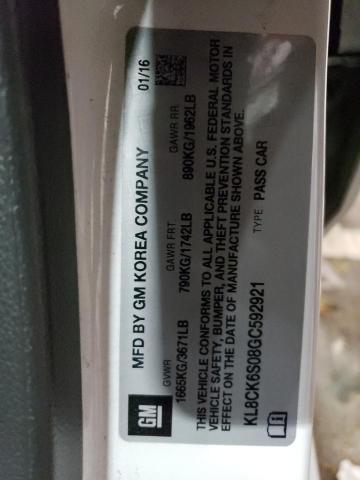 GM
MFD BY GM KOREA COMPANY
01/16
GVWR GAWR FRT GAWR RR
1665KG/3671LB 790KG/1742LB 890KG/1962LB
THIS VEHICLE CONFORMS TO ALL APPLICABLE U.S. FEDERAL MOTOR
VEHICLE SAFETY, BUMPER, AND THEFT PREVENTION STANDARDS IN
EFFECT ON THE DATE OF MANUFACTURE SHOWN ABOVE.
KL8CK6S08GC592921 TYPE PASS CAR